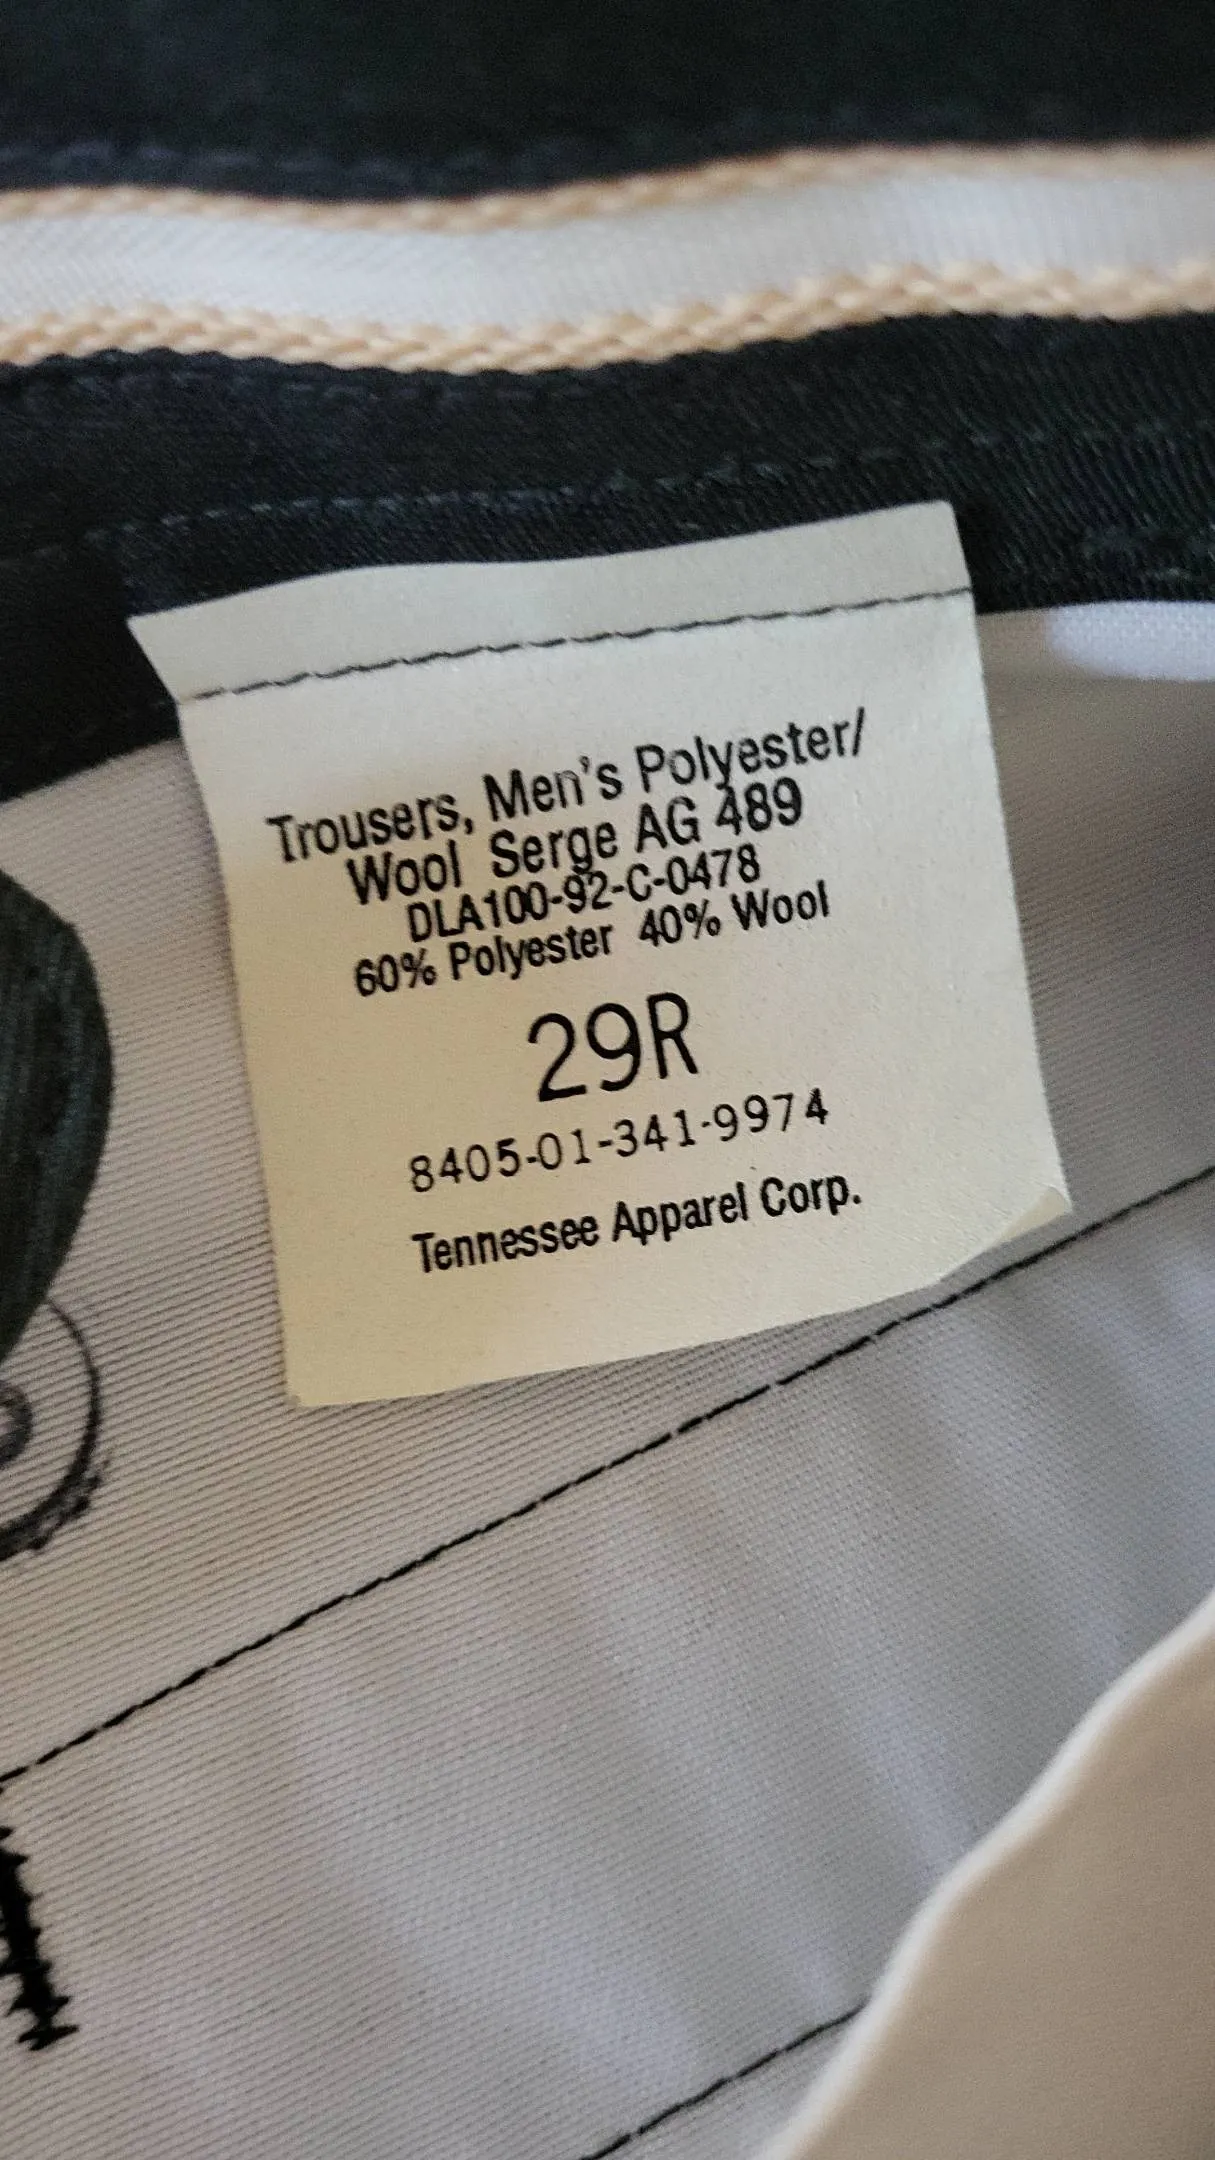 Trousers, Men's Polyester/
Wool Serge AG 489
DLA100-92-C-0478
60% Polyester 40% Wool
29R
8405-01-341-9974
Tennessee Apparel Corp.